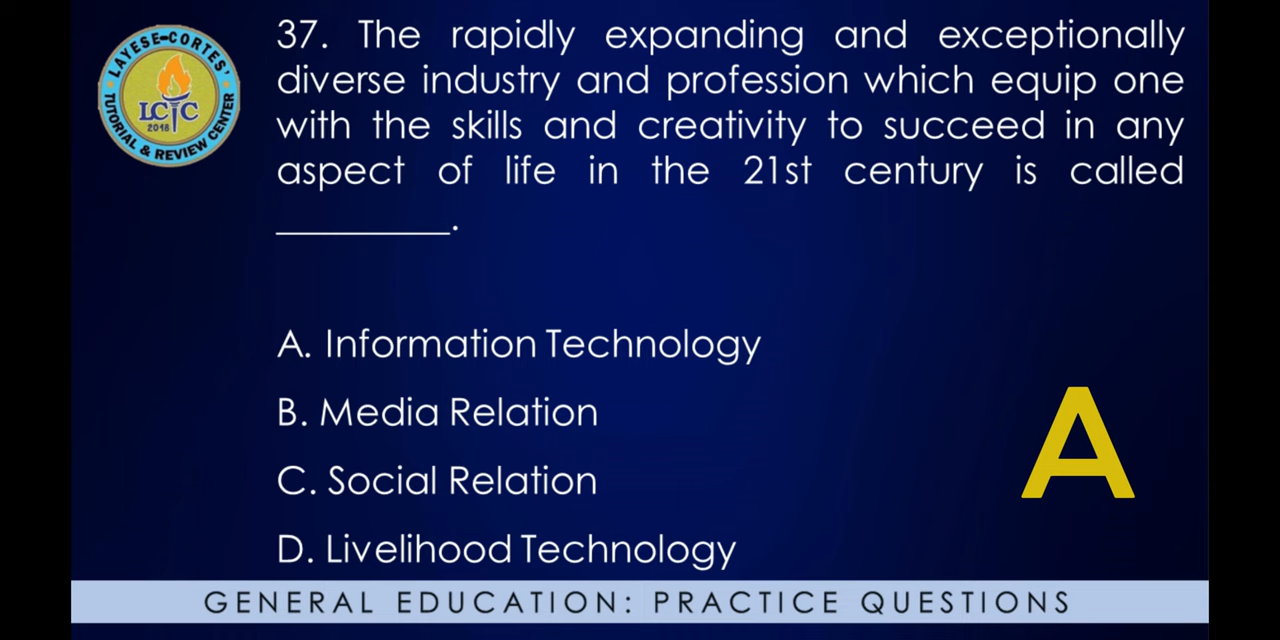 LAYESE-CORTES'
LCTC
2018
TUTORIAL & REVIEW CENTER
37. The rapidly expanding and exceptionally
diverse industry and profession which equip one
with the skills and creativity to succeed in any
aspect of life in the 21st century is called
__________.
A. Information Technology
B. Media Relation
C. Social Relation
D. Livelihood Technology
A
GENERAL EDUCATION: PRACTICE QUESTIONS